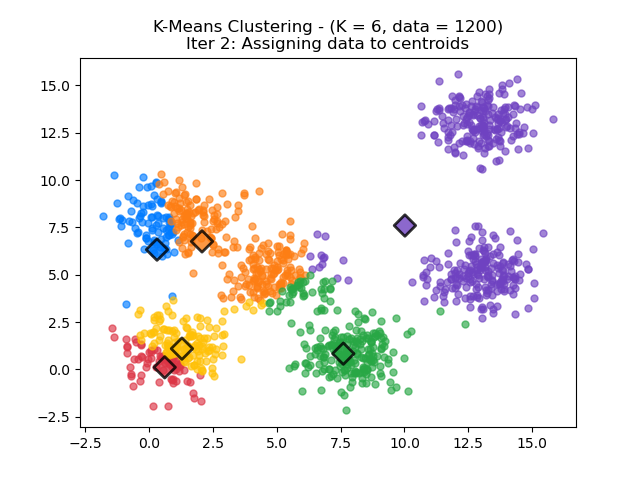 K-Means Clustering - (K = 6, data = 1200)
Iter 2: Assigning data to centroids
15.0
12.5
10.0
7.5
5.0
2.5
0.0
−2.5
−2.5 0.0 2.5 5.0 7.5 10.0 12.5 15.0